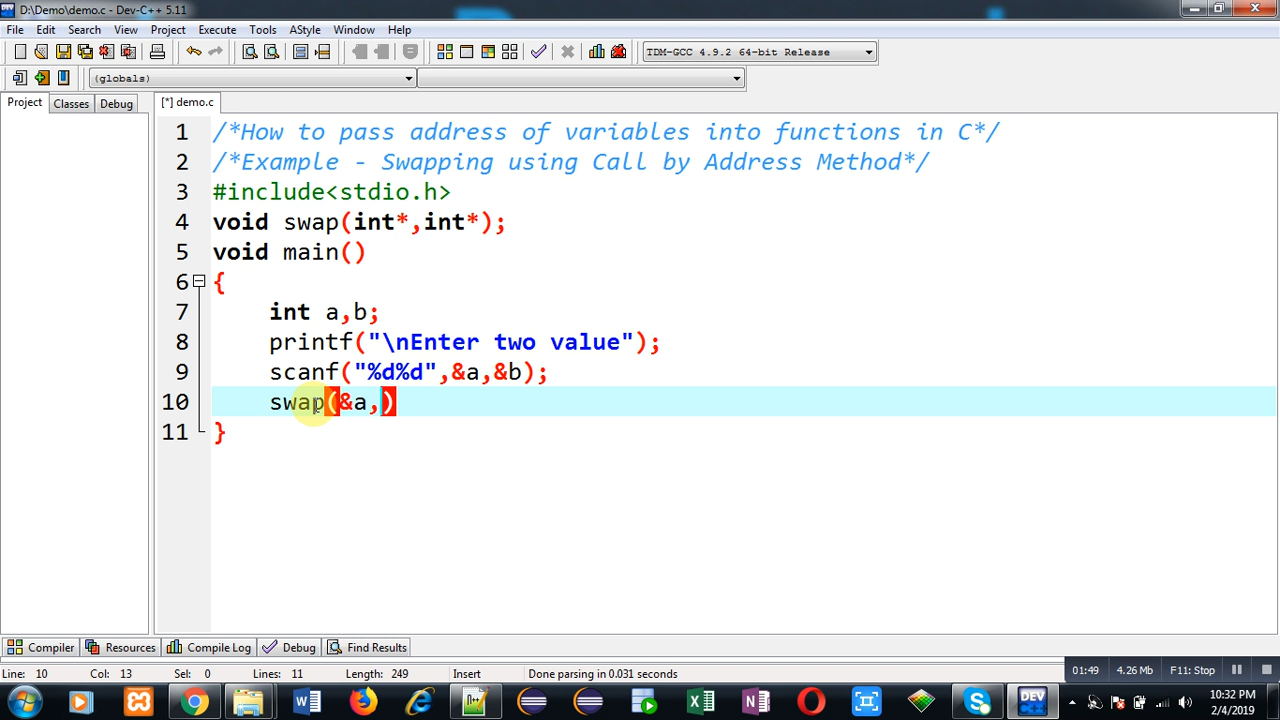 D:\Demo\demo.c - Dev-C++ 5.11
File Edit Search View Project Execute Tools AStyle Window Help
TDM-GCC 4.9.2 64-bit Release
(globals)
Project Classes Debug [*] demo.c
1 /*How to pass address of variables into functions in C*/
2 /*Example - Swapping using Call by Address Method*/
3 #include<stdio.h>
4 void swap(int*,int*);
5 void main()
6 {
7 int a,b;
8 printf("\nEnter two value");
9 scanf("%d%d",&a,&b);
10 swap(&a,)
11 }
Compiler Resources Compile Log Debug Find Results
Line: 10 Col: 13 Sel: 0 Lines: 11 Length: 249 Insert Done parsing in 0.031 seconds 01:49 4.26 Mb F11: Stop
DEV
10:32 PM
2/4/2019